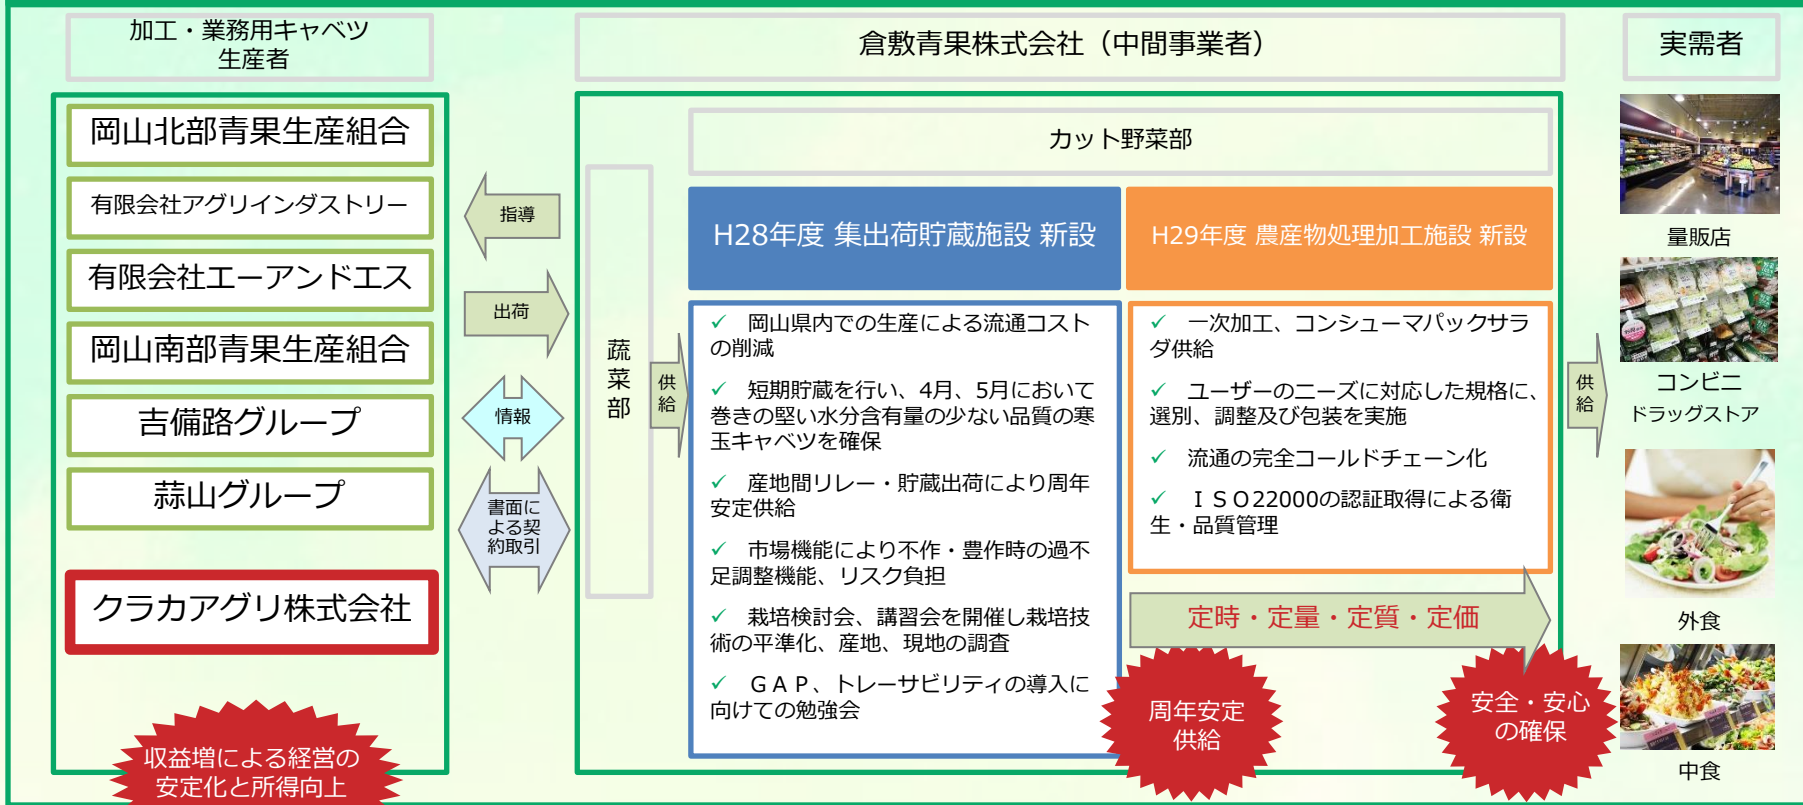 加工・業務用キャベツ
生産者
岡山北部青果生産組合
有限会社アグリインダストリー
有限会社エーアンドエス
岡山南部青果生産組合
吉備路グループ
蒜山グループ
クラカアグリ株式会社
収益増による経営の
安定化と所得向上
指導
出荷
情報
書面に
よる契
約取引
倉敷青果株式会社（中間事業者）
蔬菜部
供給
カット野菜部
H28年度 集出荷貯蔵施設 新設
✓ 岡山県内での生産による流通コスト
の削減
✓ 短期貯蔵を行い、4月、5月において
巻きの堅い水分含有量の少ない品質の寒
玉キャベツを確保
✓ 産地間リレー・貯蔵出荷により周年
安定供給
✓ 市場機能により不作・豊作時の過不
足調整機能、リスク負担
✓ 栽培検討会、講習会を開催し栽培技
術の平準化、産地、現地の調査
✓ ＧＡＰ、トレーサビリティの導入に
向けての勉強会
H29年度 農産物処理加工施設 新設
✓ 一次加工、コンシューマパックサラ
ダ供給
✓ ユーザーのニーズに対応した規格に、
選別、調整及び包装を実施
✓ 流通の完全コールドチェーン化
✓ ＩＳＯ22000の認証取得による衛
生・品質管理
定時・定量・定質・定価
周年安定
供給
安全・安心
の確保
供給
実需者
量販店
コンビニ
ドラッグストア
外食
中食